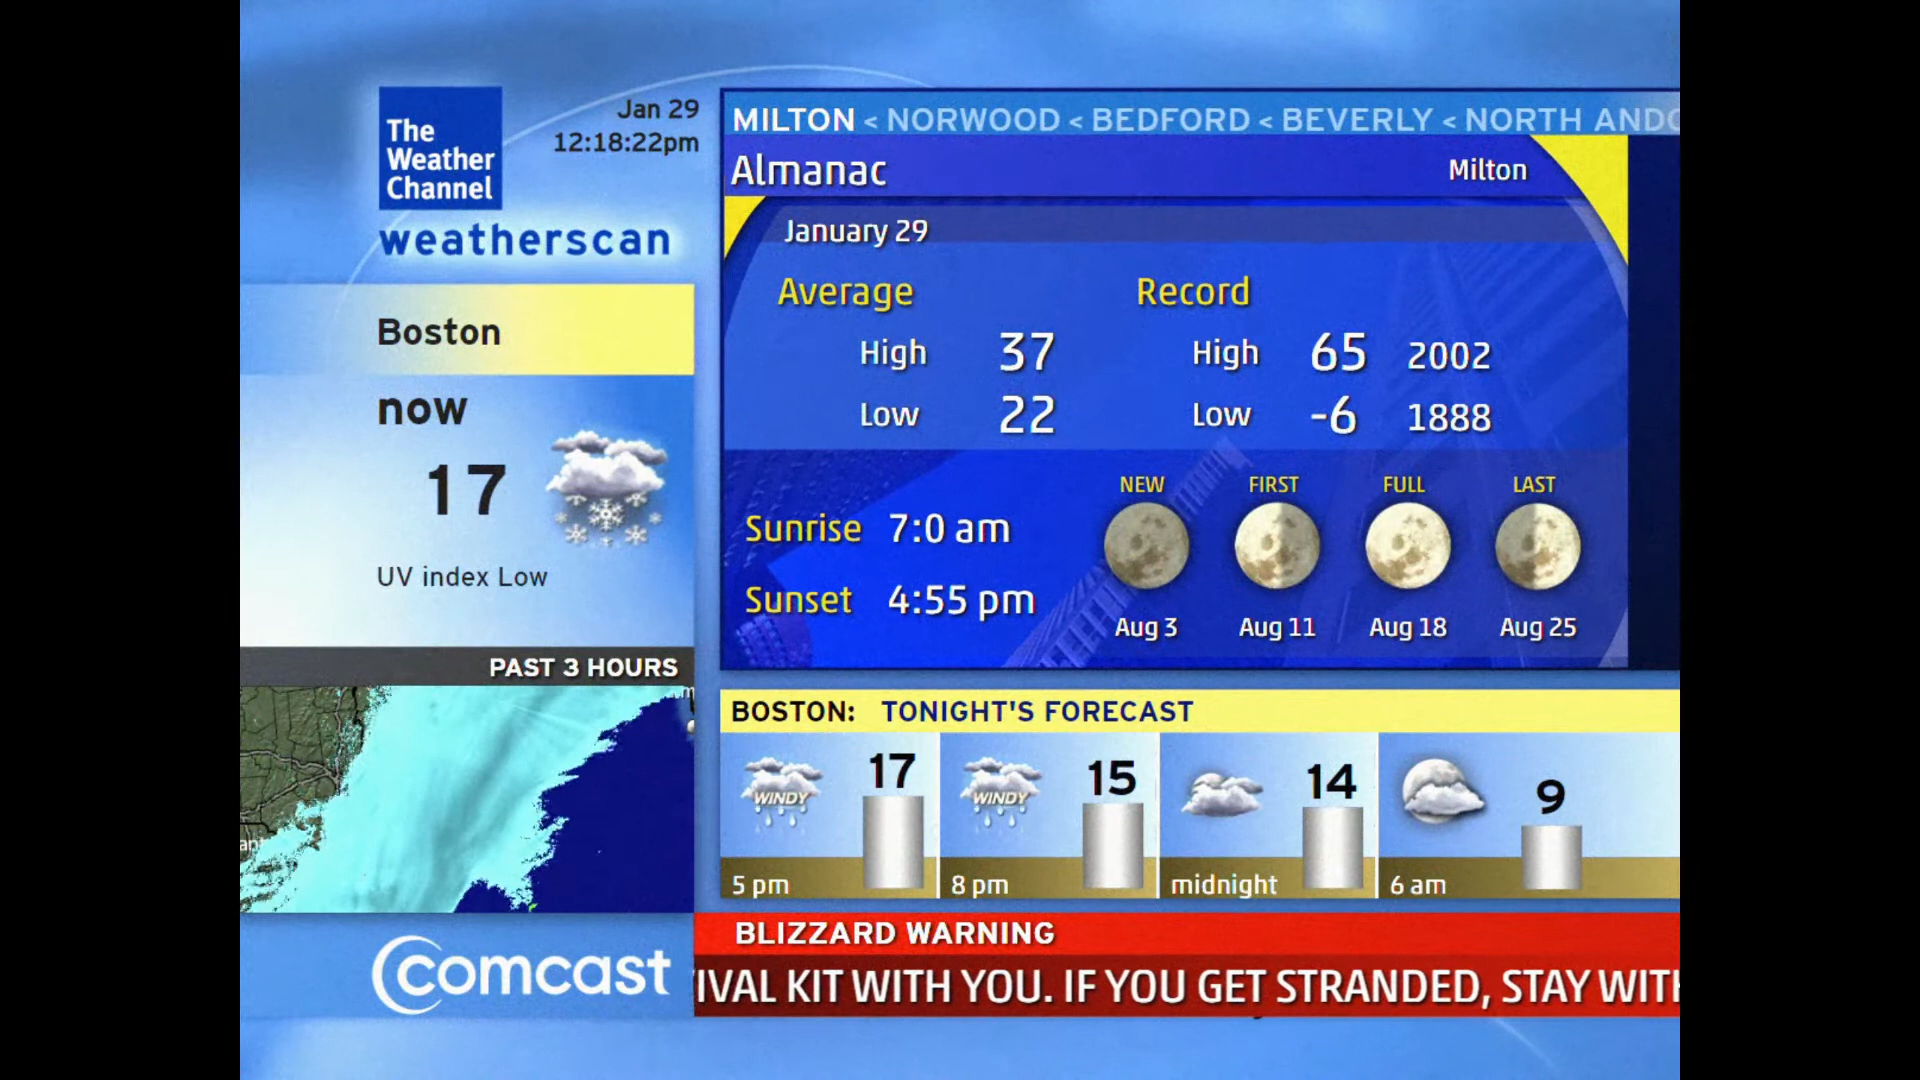 The
Weather
Channel
weatherscan
Jan 29
12:18:22pm
Boston
now
17
UV index Low
PAST 3 HOURS
comcast
MILTON < NORWOOD < BEDFORD < BEVERLY < NORTH ANDO
Almanac Milton
January 29
Average Record
High 37 High 65 2002
Low 22 Low -6 1888
NEW FIRST FULL LAST
Sunrise 7:0 am
Sunset 4:55 pm
Aug 3 Aug 11 Aug 18 Aug 25
BOSTON: TONIGHT'S FORECAST
17 15 14 9
WINDY WINDY
5 pm 8 pm midnight 6 am
BLIZZARD WARNING
IVAL KIT WITH YOU. IF YOU GET STRANDED, STAY WITH